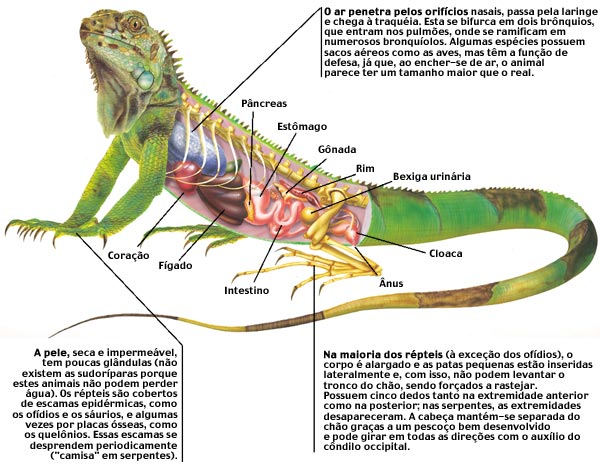 O ar penetra pelos orifícios nasais, passa pela laringe
e chega à traquéia. Esta se bifurca em dois brônquios,
que entram nos pulmões, onde se ramificam em
numerosos bronquíolos. Algumas espécies possuem
sacos aéreos como as aves, mas têm a função de
defesa, já que, ao encher-se de ar, o animal
parece ter um tamanho maior que o real.
Pâncreas
Estômago
Gônada
Rim
Bexiga urinária
Coração
Fígado
Intestino
Cloaca
Ânus
A pele, seca e impermeável,
tem poucas glândulas (não
existem as sudoríparas porque
estes animais não podem perder
água). Os répteis são cobertos
de escamas epidérmicas, como
os ofídios e os sáurios, e algumas
vezes por placas ósseas, como
os quelônios. Essas escamas se
desprendem periodicamente
("camisa" em serpentes).
Na maioria dos répteis (à exceção dos ofídios), o
corpo é alargado e as patas pequenas estão inseridas
lateralmente e, com isso, não podem levantar o
tronco do chão, sendo forçados a rastejar.
Possuem cinco dedos tanto na extremidade anterior
como na posterior; nas serpentes, as extremidades
desapareceram. A cabeça mantém-se separada do
chão graças a um pescoço bem desenvolvido
e pode girar em todas as direções com o auxílio do
côndilo occipital.